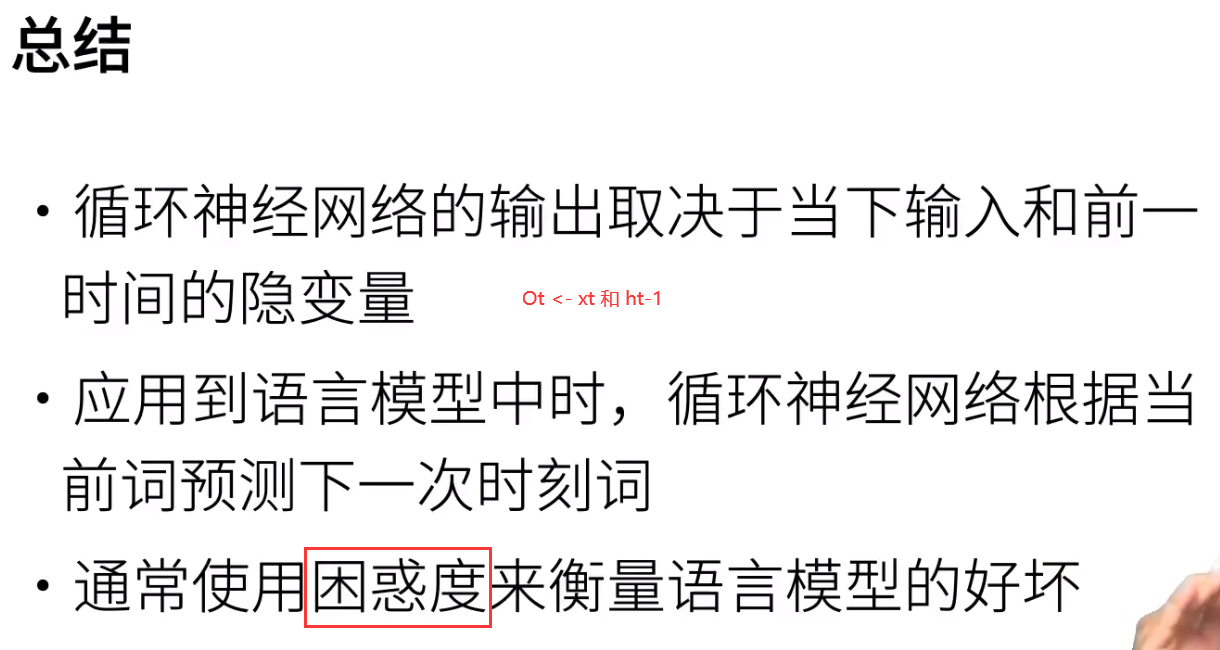 总结
• 循环神经网络的输出取决于当下输入和前一
时间的隐变量
Ot <- xt 和 ht-1
• 应用到语言模型中时，循环神经网络根据当
前词预测下一次时刻词
• 通常使用困惑度来衡量语言模型的好坏